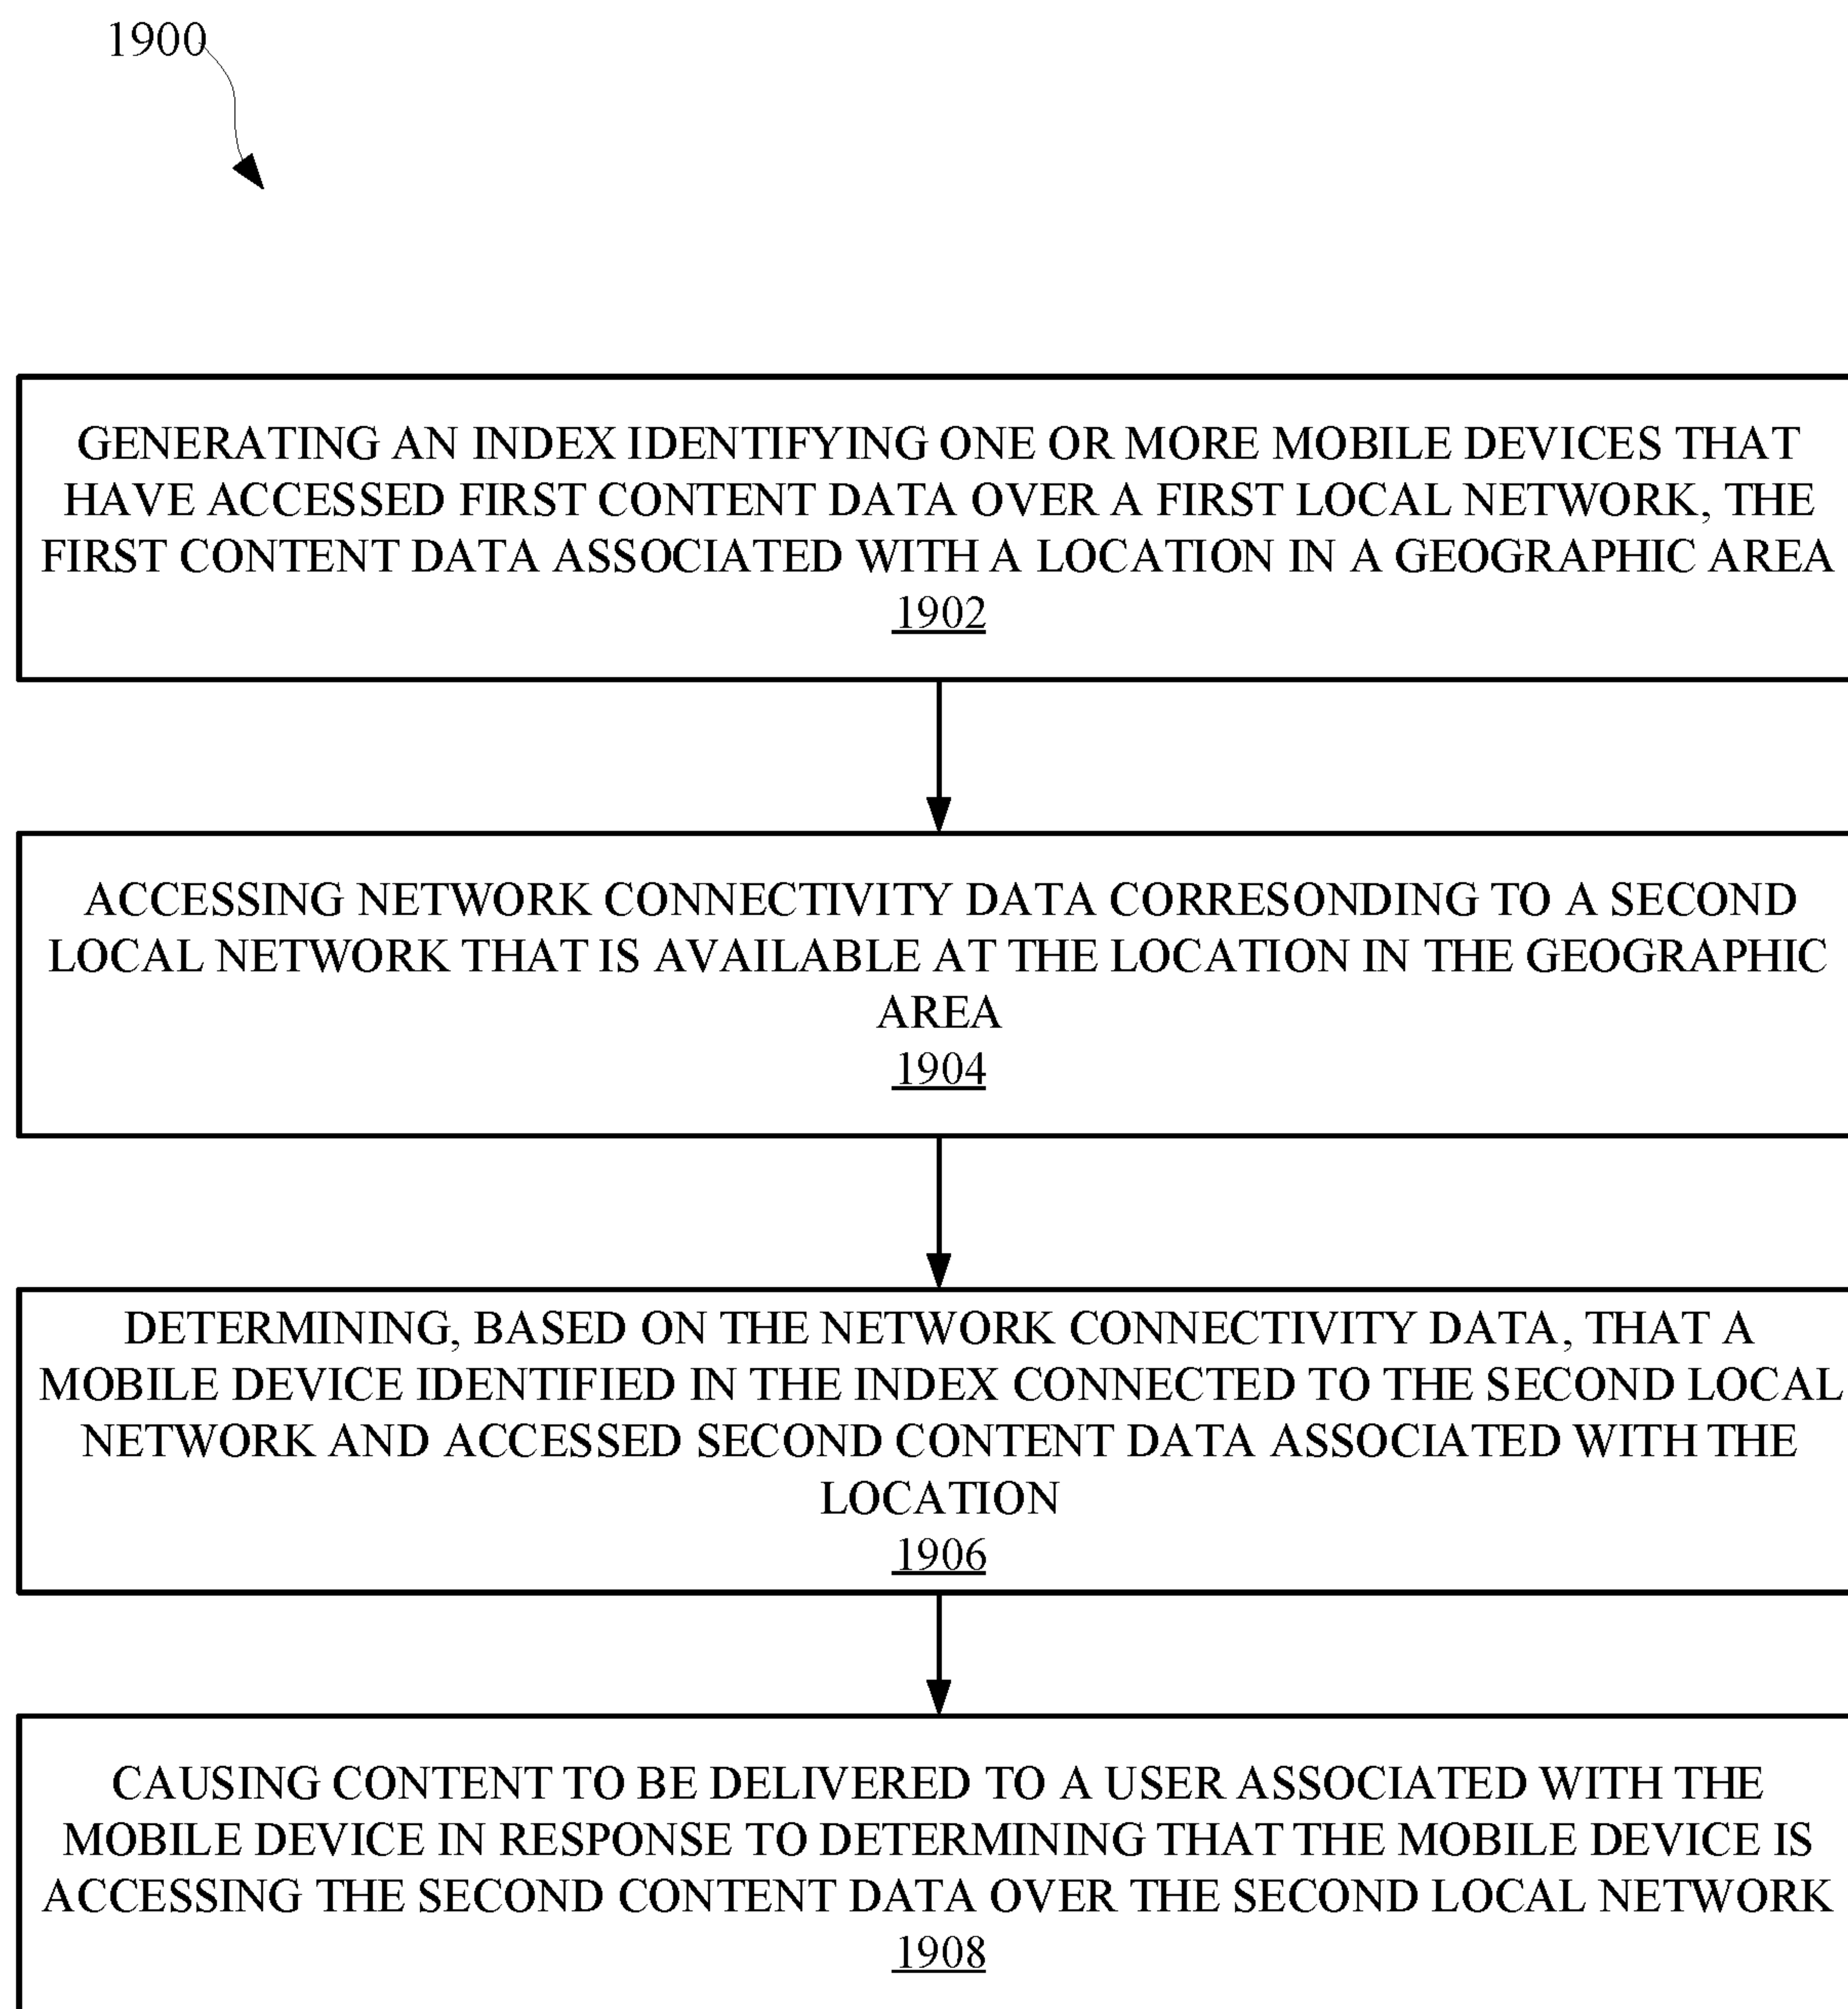 1900
GENERATING AN INDEX IDENTIFYING ONE OR MORE MOBILE DEVICES THAT
HAVE ACCESSED FIRST CONTENT DATA OVER A FIRST LOCAL NETWORK, THE
FIRST CONTENT DATA ASSOCIATED WITH A LOCATION IN A GEOGRAPHIC AREA
1902
ACCESSING NETWORK CONNECTIVITY DATA CORRESONDING TO A SECOND
LOCAL NETWORK THAT IS AVAILABLE AT THE LOCATION IN THE GEOGRAPHIC
AREA
1904
DETERMINING, BASED ON THE NETWORK CONNECTIVITY DATA, THAT A
MOBILE DEVICE IDENTIFIED IN THE INDEX CONNECTED TO THE SECOND LOCAL
NETWORK AND ACCESSED SECOND CONTENT DATA ASSOCIATED WITH THE
LOCATION
1906
CAUSING CONTENT TO BE DELIVERED TO A USER ASSOCIATED WITH THE
MOBILE DEVICE IN RESPONSE TO DETERMINING THAT THE MOBILE DEVICE IS
ACCESSING THE SECOND CONTENT DATA OVER THE SECOND LOCAL NETWORK
1908